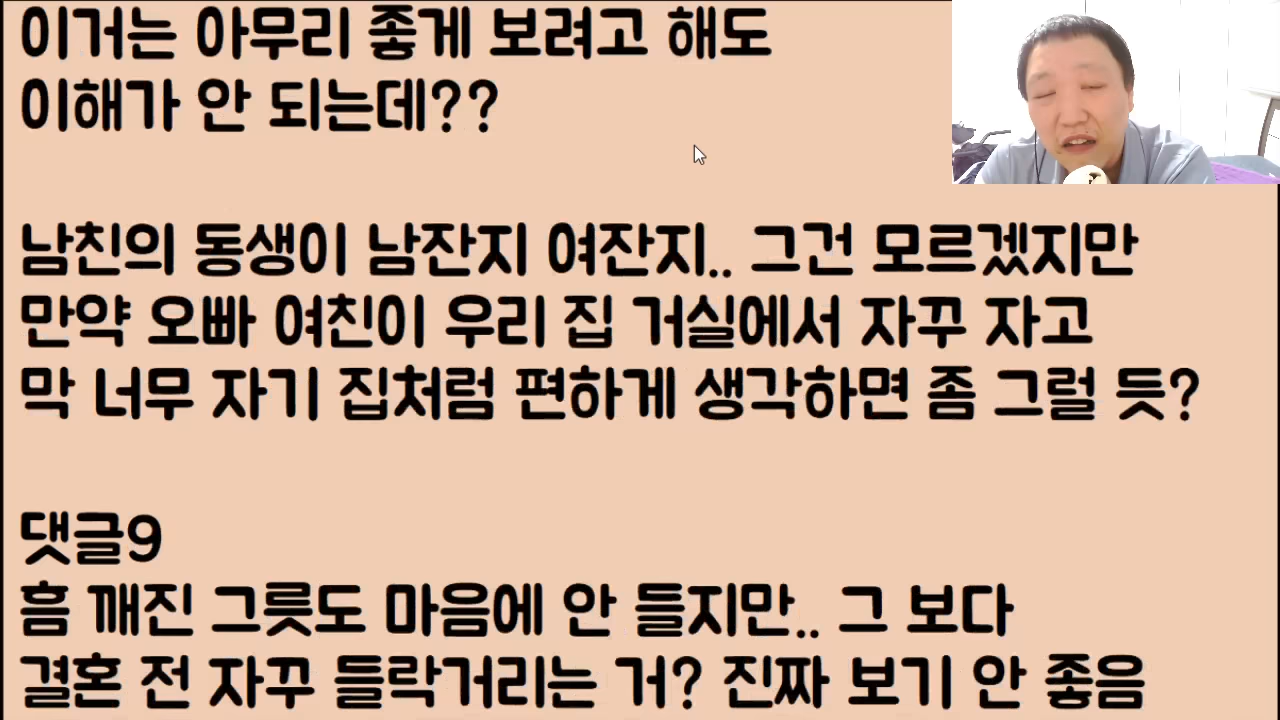 이거는 아무리 좋게 보려고 해도
이해가 안 되는데??
남친의 동생이 남잔지 여잔지.. 그건 모르겠지만
만약 오빠 여친이 우리 집 거실에서 자꾸 자고
막 너무 자기 집처럼 편하게 생각하면 좀 그럴 듯?
댓글9
흠 깨진 그릇도 마음에 안 들지만.. 그 보다
결혼 전 자꾸 들락거리는 거? 진짜 보기 안 좋음